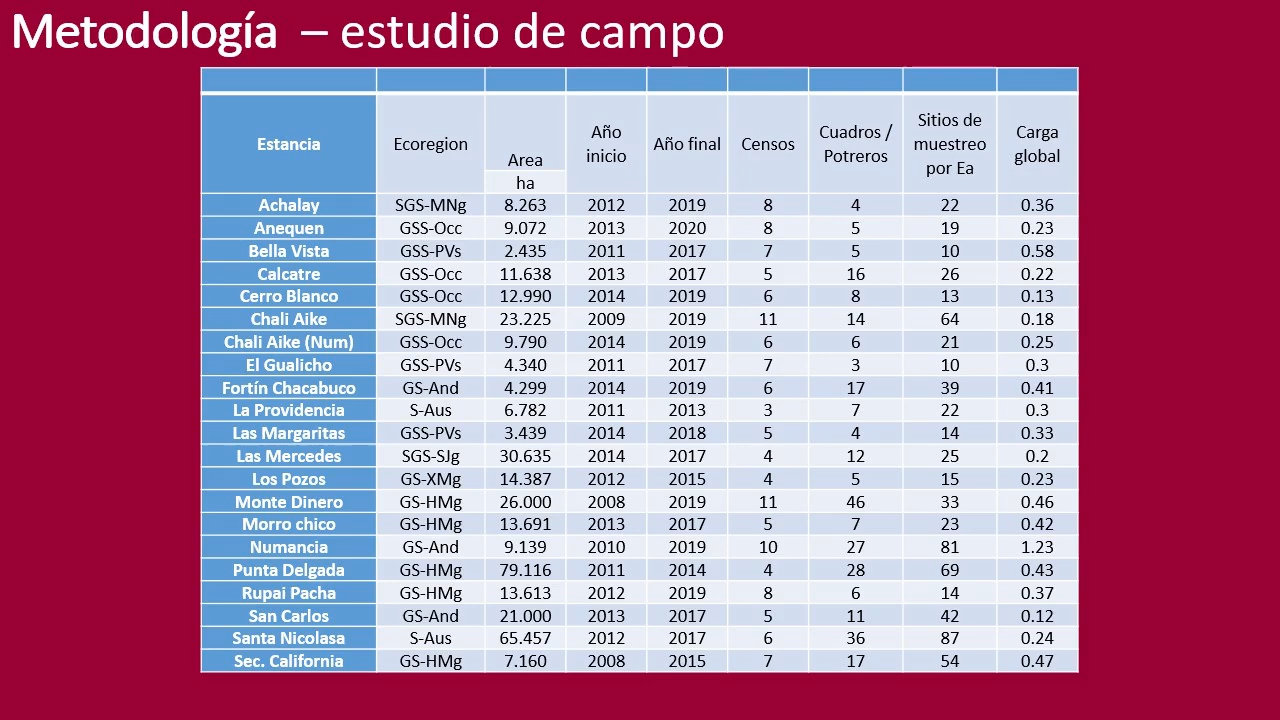 Metodología – estudio de campo
Estancia Ecoregion Area ha Año inicio Año final Censos Cuadros / Potreros Sitios de muestreo por Ea Carga global
Achalay SGS-MNg 8.263 2012 2019 8 4 22 0.36
Anequen GSS-Occ 9.072 2013 2020 8 5 19 0.23
Bella Vista GSS-PVs 2.435 2011 2017 7 5 10 0.58
Calcatre GSS-Occ 11.638 2013 2017 5 16 26 0.22
Cerro Blanco GSS-Occ 12.990 2014 2019 6 8 13 0.13
Chali Aike SGS-MNg 23.225 2009 2019 11 14 64 0.18
Chali Aike (Num) GSS-Occ 9.790 2014 2019 6 6 21 0.25
El Gualicho GSS-PVs 4.340 2011 2017 7 3 10 0.3
Fortín Chacabuco GS-And 4.299 2014 2019 6 17 39 0.41
La Providencia S-Aus 6.782 2011 2013 3 7 22 0.3
Las Margaritas GSS-PVs 3.439 2014 2018 5 4 14 0.33
Las Mercedes SGS-SJg 30.635 2014 2017 4 12 25 0.2
Los Pozos GS-XMg 14.387 2012 2015 4 5 15 0.23
Monte Dinero GS-HMg 26.000 2008 2019 11 46 33 0.46
Morro chico GS-HMg 13.691 2013 2017 5 7 23 0.42
Numancia GS-And 9.139 2010 2019 10 27 81 1.23
Punta Delgada GS-HMg 79.116 2011 2014 4 28 69 0.43
Rupai Pacha GS-HMg 13.613 2012 2019 8 6 14 0.37
San Carlos GS-And 21.000 2013 2017 5 11 42 0.12
Santa Nicolasa S-Aus 65.457 2012 2017 6 36 87 0.24
Sec. California GS-HMg 7.160 2008 2015 7 17 54 0.47